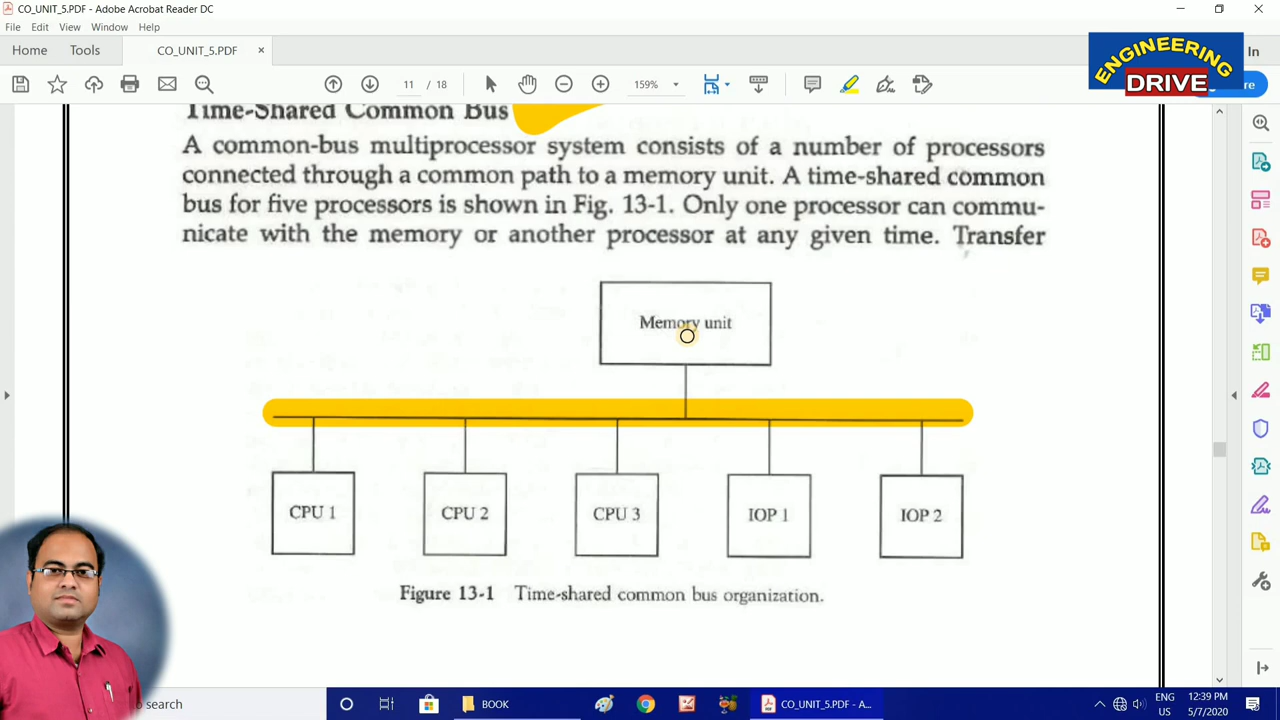 CO_UNIT_5.PDF - Adobe Acrobat Reader DC
File Edit View Window Help
Home Tools CO_UNIT_5.PDF × In
ENGINEERING
DRIVE
11 / 18 159%
Time-Shared Common Bus
A common-bus multiprocessor system consists of a number of processors
connected through a common path to a memory unit. A time-shared common
bus for five processors is shown in Fig. 13-1. Only one processor can commu-
nicate with the memory or another processor at any given time. Transfer
Memory unit
CPU 1 CPU 2 CPU 3 IOP 1 IOP 2
Figure 13-1 Time-shared common bus organization.
to search BOOK CO_UNIT_5.PDF - A...
ENG 12:39 PM
US 5/7/2020